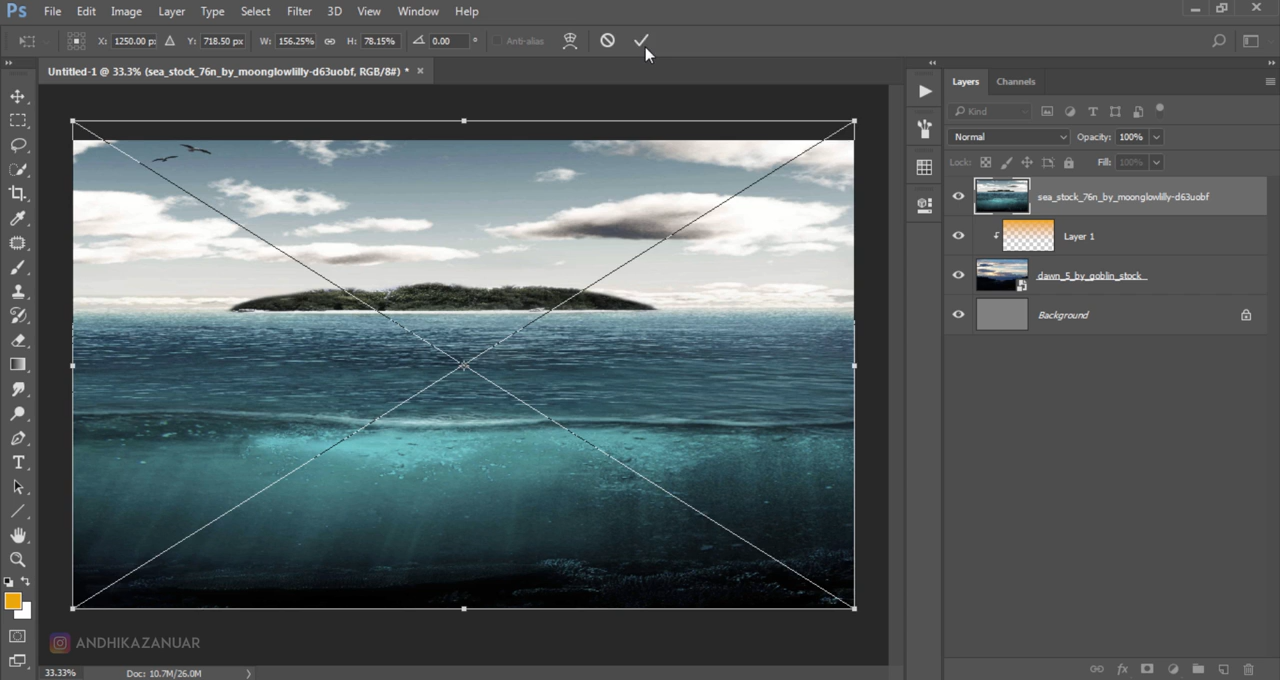 Ps File Edit Image Layer Type Select Filter 3D View Window Help
X: 1250.00 p: Y: 718.50 px W: 156.25% H: 78.15% 0.00 ° Anti-alias
Untitled-1 @ 33.3% (sea_stock_76n_by_moonglowlilly-d63uobf, RGB/8#) * ×
Layers Channels
Kind
Normal Opacity: 100%
Lock: Fill: 100%
sea_stock_76n_by_moonglowlilly-d63uobf
Layer 1
dawn_5_by_goblin_stock
Background
ANDHIKAZANUAR
33.33% Doc: 10.7M/26.0M